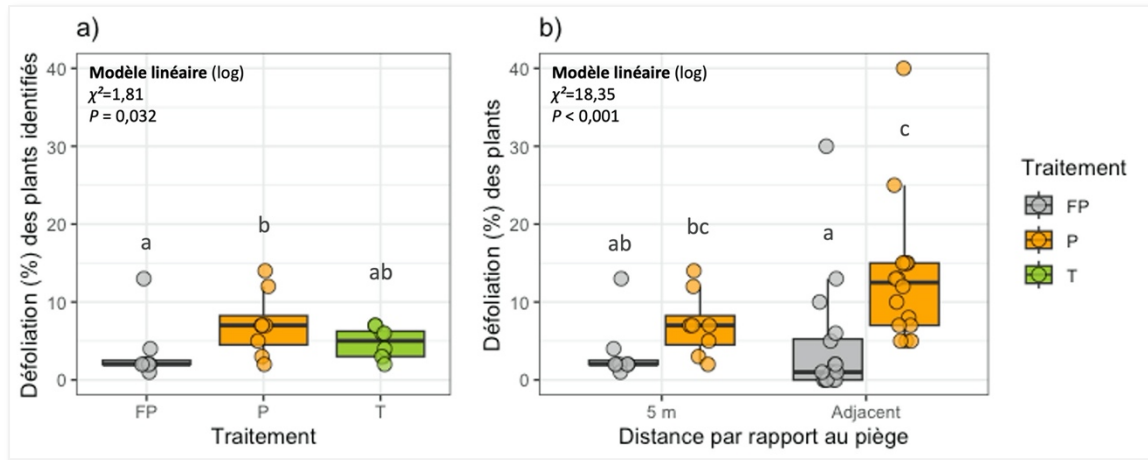 a)
Défoliation (%) des plants identifiés
Modèle linéaire (log)
χ²=1,81
P = 0,032
40
30
20
10
0
a
b
ab
FP
P
T
Traitement
b)
Défoliation (%) des plants
Modèle linéaire (log)
χ²=18,35
P < 0,001
40
30
20
10
0
ab
bc
a
c
5 m
Adjacent
Distance par rapport au piège
Traitement
FP
P
T